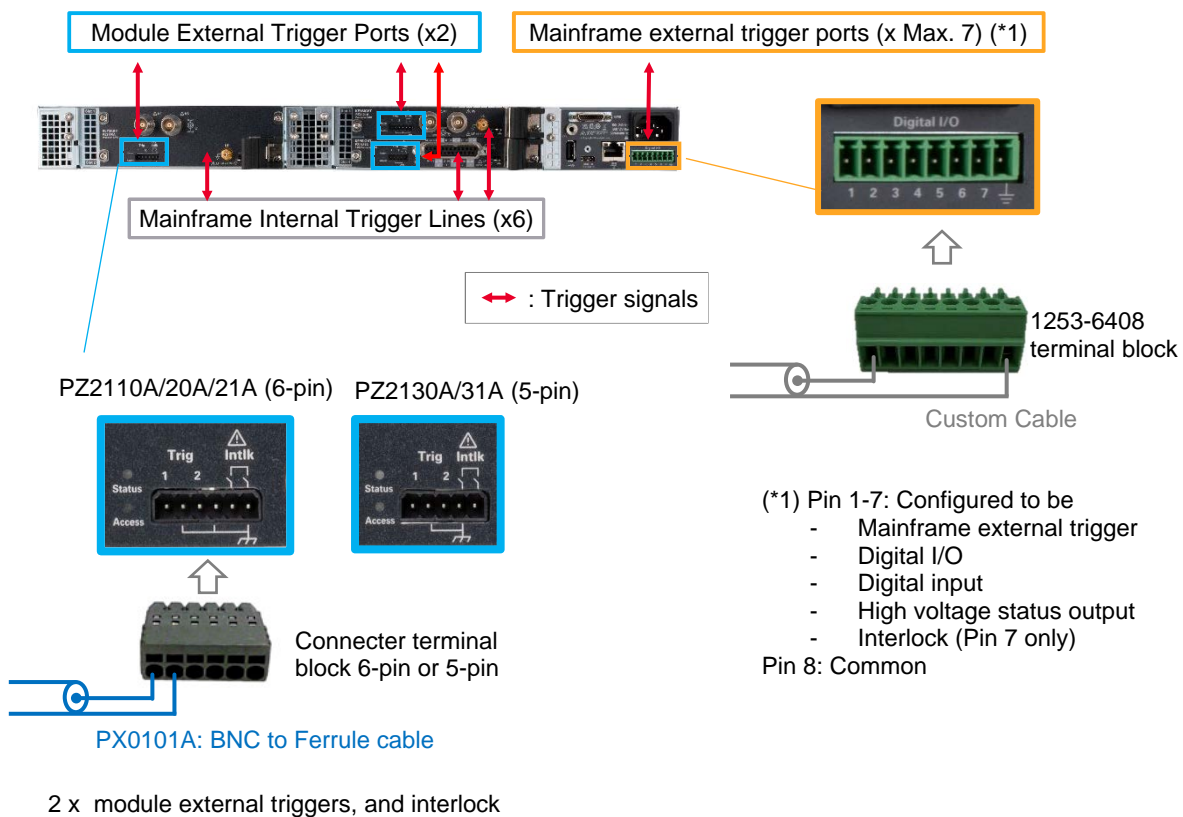 Module External Trigger Ports (x2)
Mainframe external trigger ports (x Max. 7) (*1)
Digital I/O
1 2 3 4 5 6 7
Mainframe Internal Trigger Lines (x6)
: Trigger signals
1253-6408
terminal block
Custom Cable
PZ2110A/20A/21A (6-pin)
PZ2130A/31A (5-pin)
Trig
Intlk
1 2
Status
Access
Trig
Intlk
1 2
Status
Access
Connecter terminal
block 6-pin or 5-pin
PX0101A: BNC to Ferrule cable
2 x module external triggers, and interlock
(*1) Pin 1-7: Configured to be
- Mainframe external trigger
- Digital I/O
- Digital input
- High voltage status output
- Interlock (Pin 7 only)
Pin 8: Common